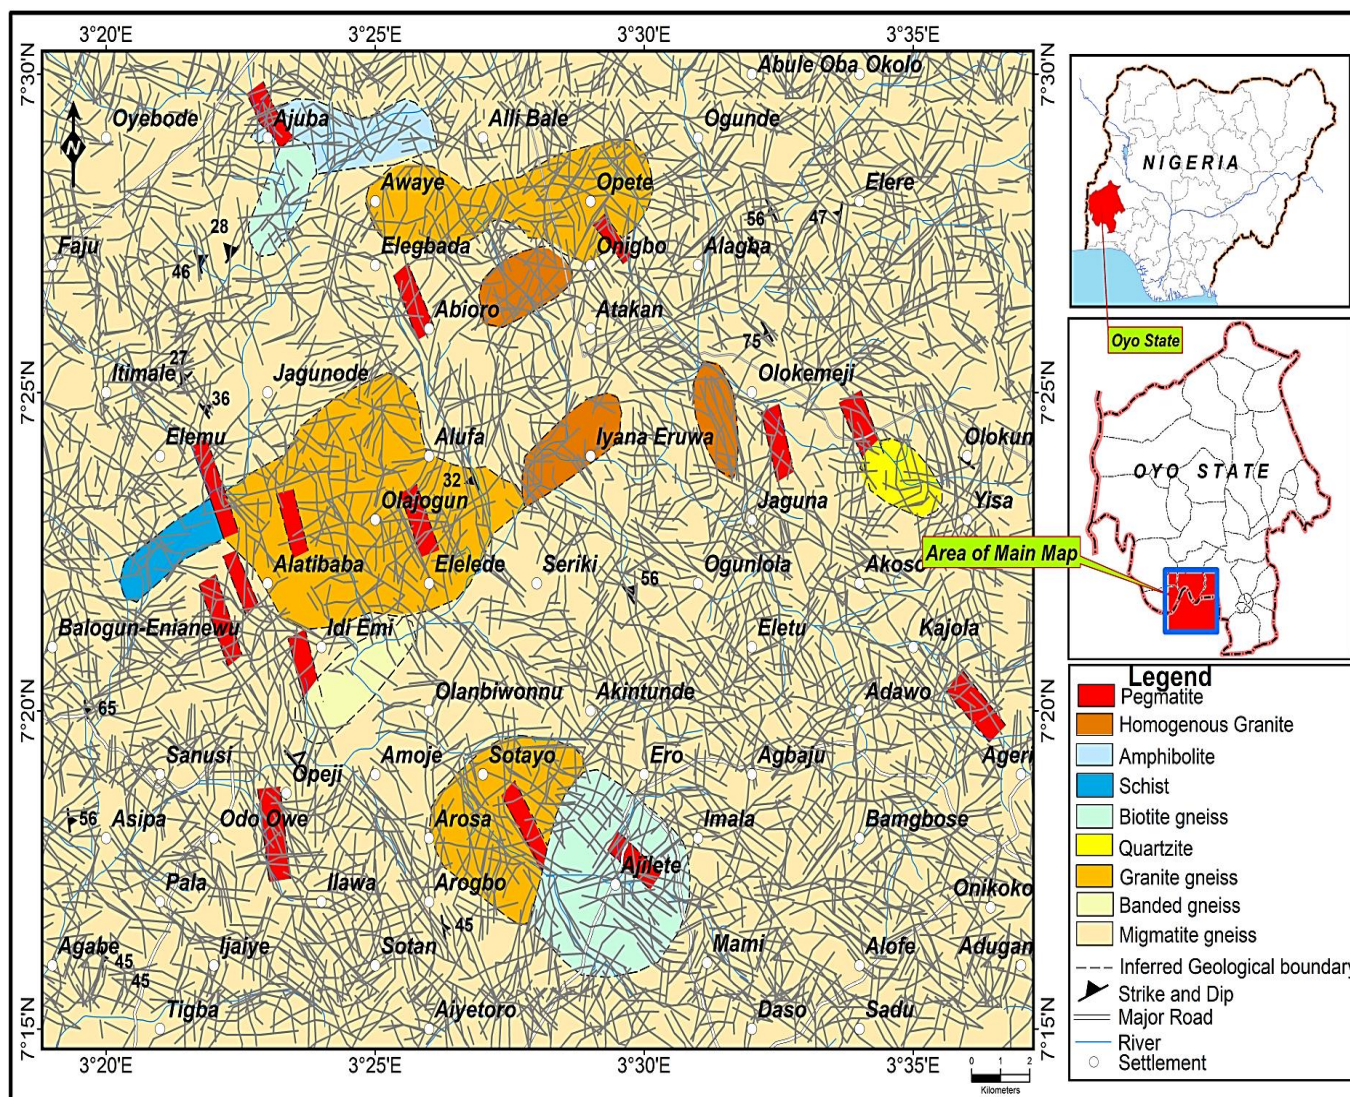 3°20'E 3°25'E 3°30'E 3°35'E
7°30'N 7°30'N
Abule Oba Okolo
Oyebode Ajuba Alli Bale Ogunde
N
Awaye Opete Elere
56 47
28
Faju Elegbada Onigbo Alagba
46
Abioro Atakan
75
27
Itimale Jagunode Olokemeji
7°25'N 7°25'N
36
Elemu Alufa Iyana Eruwa Olokun
32
Olajogun Jaguna Yisa
Alatibaba Elelede Seriki Ogunlola Akoso
56
Balogun-Enianewu Idi Emi Eletu Kajola
Olanbiwonnu Akintunde Adawo
7°20'N 7°20'N
65
Sanusi Amoje Sotayo Ero Agbaju Ageri
Opeji
56 Asipa Odo Owe Arosa Imala Bamgbose
Ajilete
Pala Ilawa Arogbo Onikoko
45
Agabe Ijaiye Sotan Mami Alofe Adugan
45
45
Tigba Aiyetoro Daso Sadu
7°15'N 7°15'N
3°20'E 3°25'E 3°30'E 3°35'E
0 1 2
Kilometers
NIGERIA
Oyo State
OYO STATE
Area of Main Map
Legend
Pegmatite
Homogenous Granite
Amphibolite
Schist
Biotite gneiss
Quartzite
Granite gneiss
Banded gneiss
Migmatite gneiss
Inferred Geological boundary
Strike and Dip
Major Road
River
Settlement